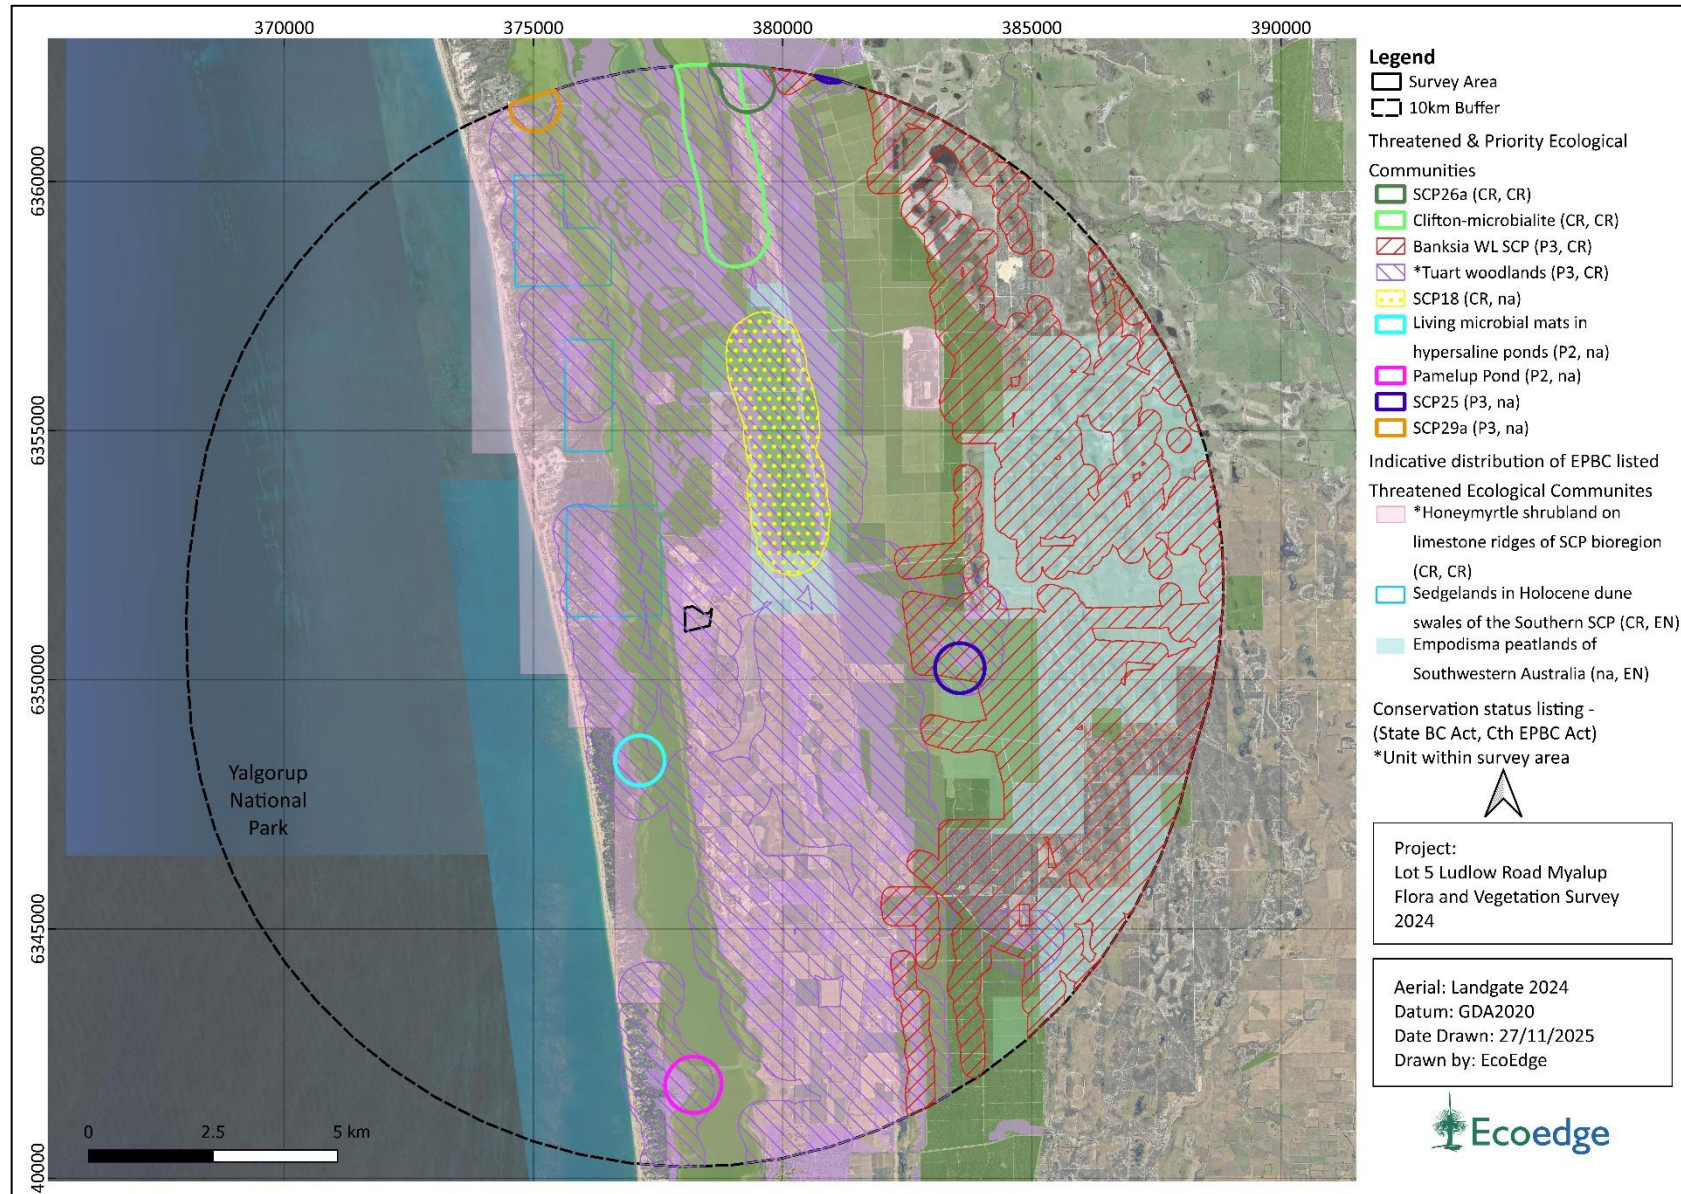 370000
375000
380000
385000
390000
6360000
6355000
6350000
6345000
40000
Yalgorup
National
Park
0
2.5
5 km
Legend
Survey Area
10km Buffer
Threatened & Priority Ecological
Communities
SCP26a (CR, CR)
Clifton-microbialite (CR, CR)
Banksia WL SCP (P3, CR)
*Tuart woodlands (P3, CR)
SCP18 (CR, na)
Living microbial mats in
hypersaline ponds (P2, na)
Pamelup Pond (P2, na)
SCP25 (P3, na)
SCP29a (P3, na)
Indicative distribution of EPBC listed
Threatened Ecological Communites
*Honeymyrtle shrubland on
limestone ridges of SCP bioregion
(CR, CR)
Sedgelands in Holocene dune
swales of the Southern SCP (CR, EN)
Empodisma peatlands of
Southwestern Australia (na, EN)
Conservation status listing -
(State BC Act, Cth EPBC Act)
*Unit within survey area
Project:
Lot 5 Ludlow Road Myalup
Flora and Vegetation Survey
2024
Aerial: Landgate 2024
Datum: GDA2020
Date Drawn: 27/11/2025
Drawn by: EcoEdge
Ecoedge